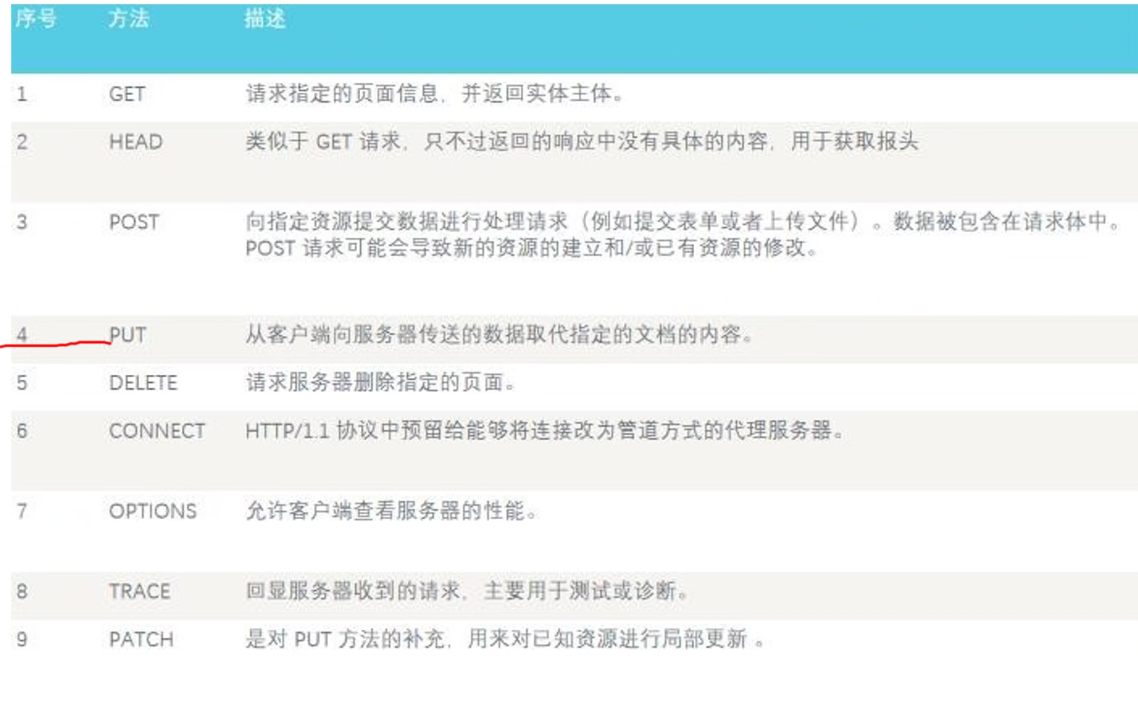 序号 方法 描述
1 GET 请求指定的页面信息，并返回实体主体。
2 HEAD 类似于 GET 请求，只不过返回的响应中没有具体的内容，用于获取报头
3 POST 向指定资源提交数据进行处理请求（例如提交表单或者上传文件）。数据被包含在请求体中。
POST 请求可能会导致新的资源的建立和/或已有资源的修改。
4 PUT 从客户端向服务器传送的数据取代指定的文档的内容。
5 DELETE 请求服务器删除指定的页面。
6 CONNECT HTTP/1.1 协议中预留给能够将连接改为管道方式的代理服务器。
7 OPTIONS 允许客户端查看服务器的性能。
8 TRACE 回显服务器收到的请求，主要用于测试或诊断。
9 PATCH 是对 PUT 方法的补充，用来对已知资源进行局部更新 。